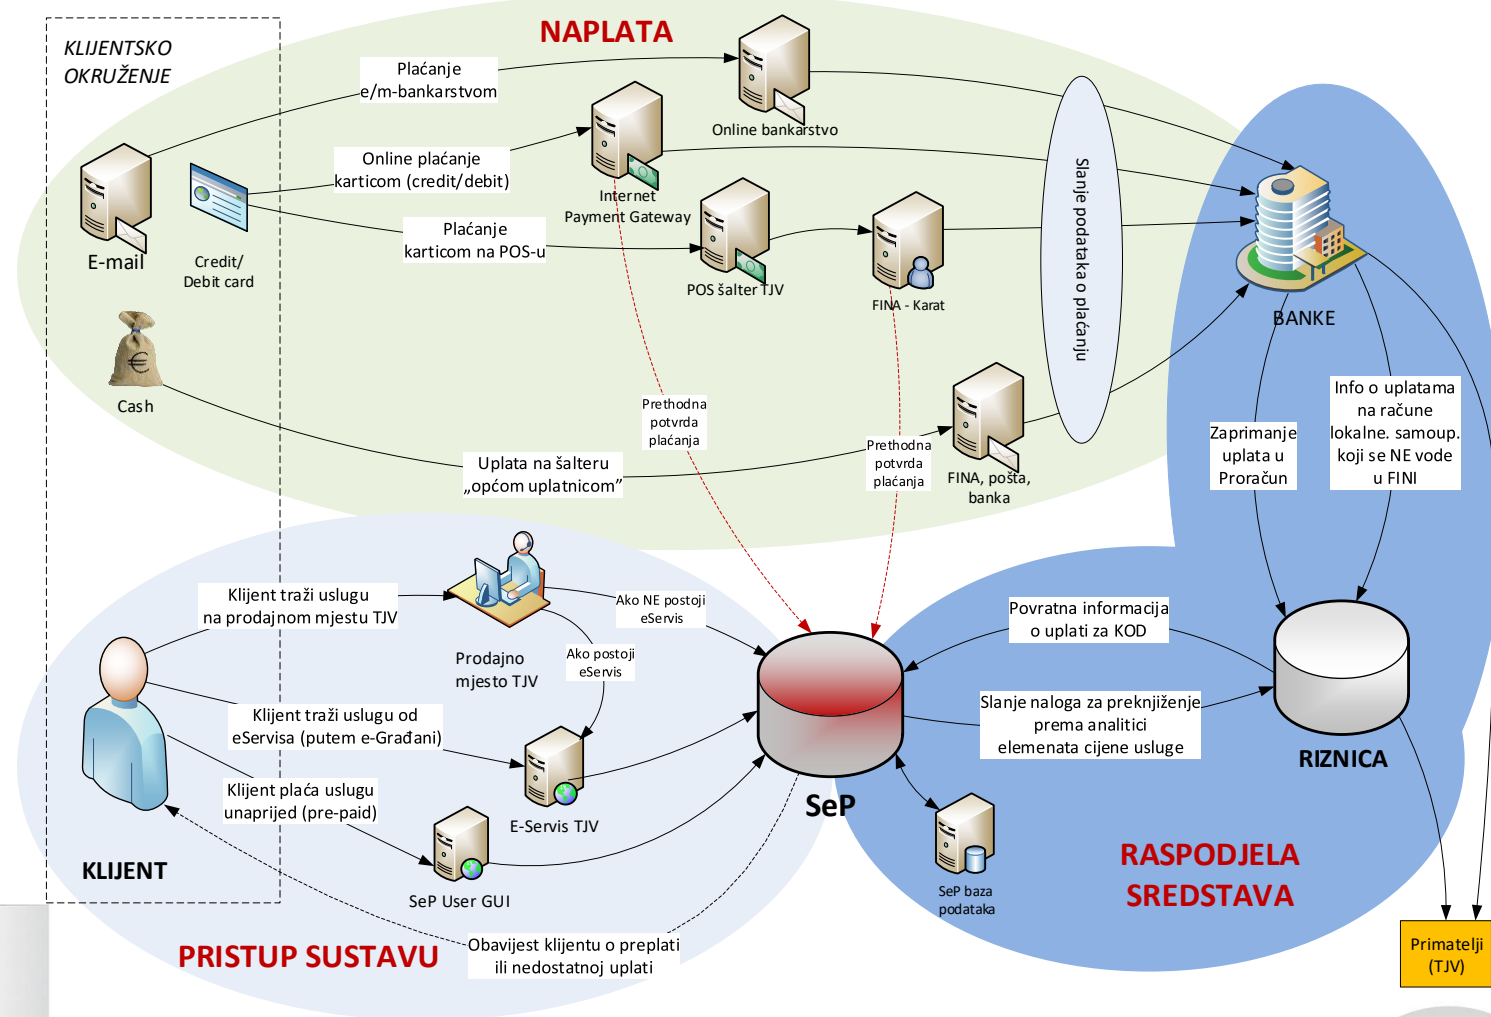 NAPLATA
KLIJENTSKO
OKRUŽENJE
Plaćanje
e/m-bankarstvom
Online bankarstvo
Online plaćanje
karticom (credit/debit)
Internet
Payment Gateway
Plaćanje
karticom na POS-u
POS šalter TJV
FINA - Karat
E-mail
Credit/
Debit card
Cash
Slanje podataka o plaćanju
BANKE
Prethodna
potvrda
plaćanja
Prethodna
potvrda
plaćanja
Uplata na šalteru
„općom uplatnicom”
FINA, pošta,
banka
Zaprimanje
uplata u
Proračun
Info o uplatama
na račune
lokalne. samoup.
koji se NE vode
u FINI
Klijent traži uslugu
na prodajnom mjestu TJV
Prodajno
mjesto TJV
Ako NE postoji
eServis
Ako postoji
eServis
Klijent traži uslugu od
eServisa (putem e-Građani)
E-Servis TJV
Klijent plaća uslugu
unaprijed (pre-paid)
SeP User GUI
KLIJENT
SeP
Povratna informacija
o uplati za KOD
Slanje naloga za preknjiženje
prema analitici
elemenata cijene usluge
RIZNICA
SeP baza
podataka
RASPODJELA
SREDSTAVA
PRISTUP SUSTAVU
Obavijest klijentu o preplati
ili nedostatnoj uplati
Primatelji
(TJV)